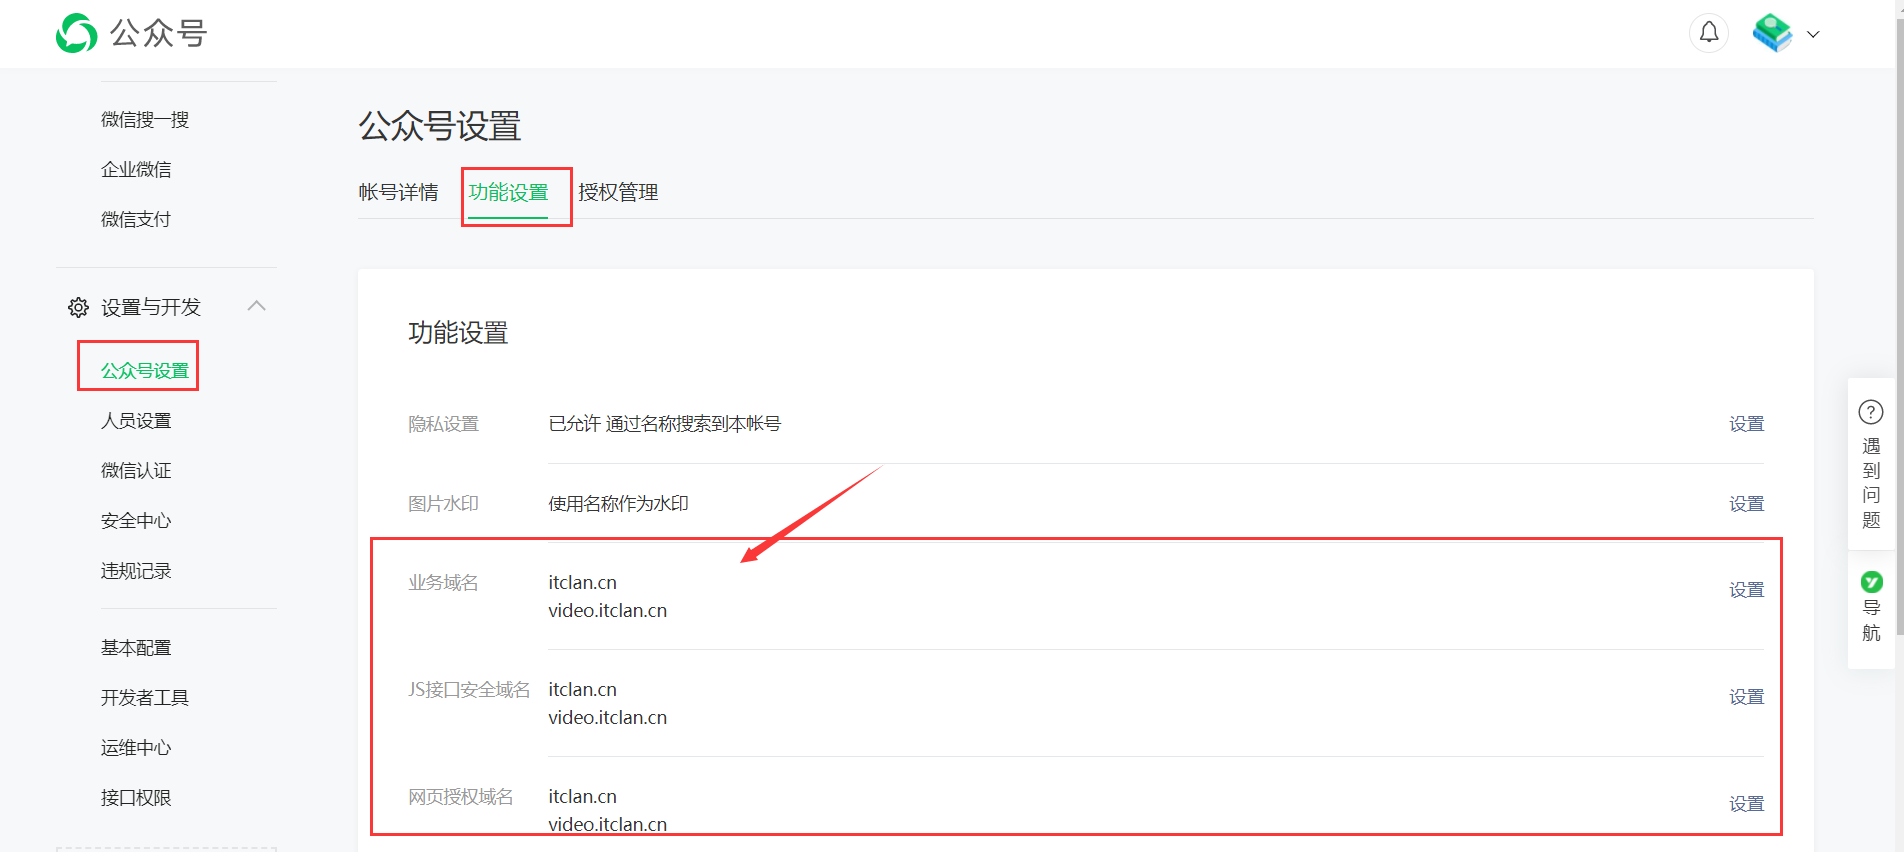 公众号
微信搜一搜
企业微信
微信支付
设置与开发
公众号设置
人员设置
微信认证
安全中心
违规记录
基本配置
开发者工具
运维中心
接口权限
公众号设置
帐号详情 功能设置 授权管理
功能设置
隐私设置 已允许 通过名称搜索到本帐号 设置
图片水印 使用名称作为水印 设置
业务域名 itclan.cn 设置
video.itclan.cn
JS接口安全域名 itclan.cn 设置
video.itclan.cn
网页授权域名 itclan.cn 设置
video.itclan.cn
遇
到
问
题
导
航